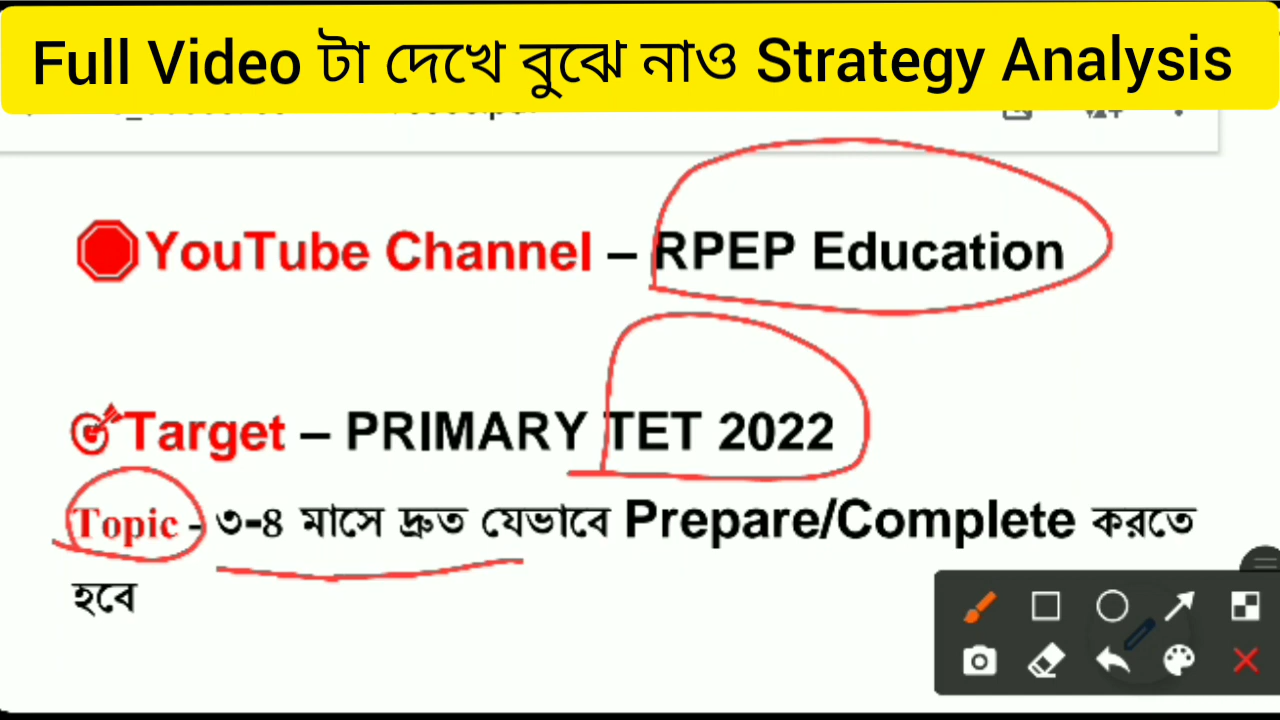 Full Video টা দেখে বুঝে নাও Strategy Analysis
YouTube Channel – RPEP Education
Target – PRIMARY TET 2022
Topic - ৩-৪ মাসে দ্রুত যেভাবে Prepare/Complete করতে
হবে